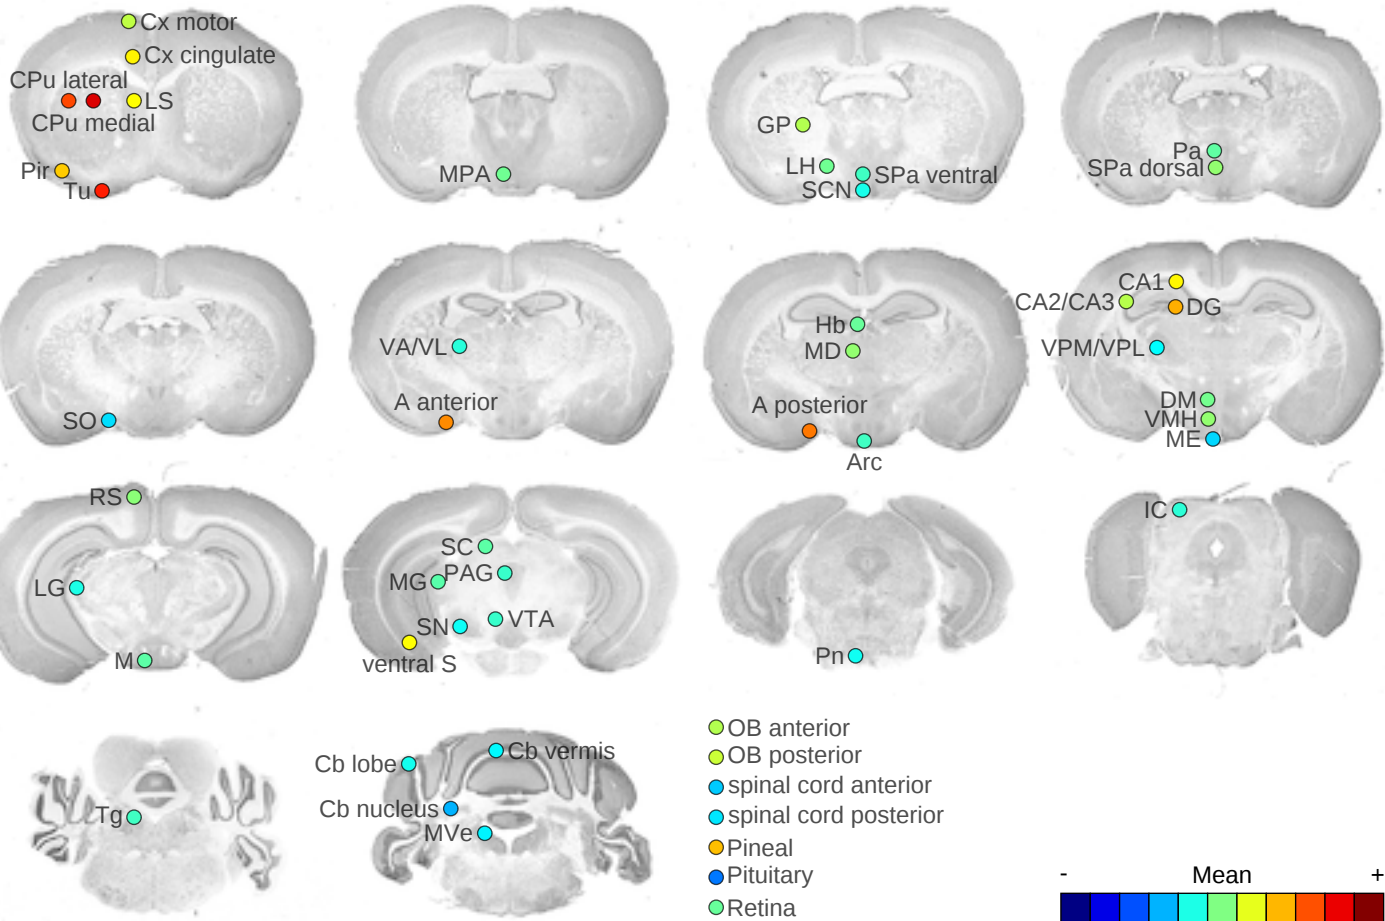 Cx motor
Cx cingulate
CPu lateral
LS
CPu medial
Pir
Tu
MPA
GP
LH
SPa ventral
SCN
Pa
SPa dorsal
SO
VA/VL
A anterior
Hb
MD
A posterior
Arc
CA1
CA2/CA3
DG
VPM/VPL
DM
VMH
ME
RS
LG
M
SC
PAG
MG
VTA
SN
ventral S
Pn
IC
Tg
Cb vermis
Cb lobe
Cb nucleus
MVe
OB anterior
OB posterior
spinal cord anterior
spinal cord posterior
Pineal
Pituitary
Retina
- Mean +